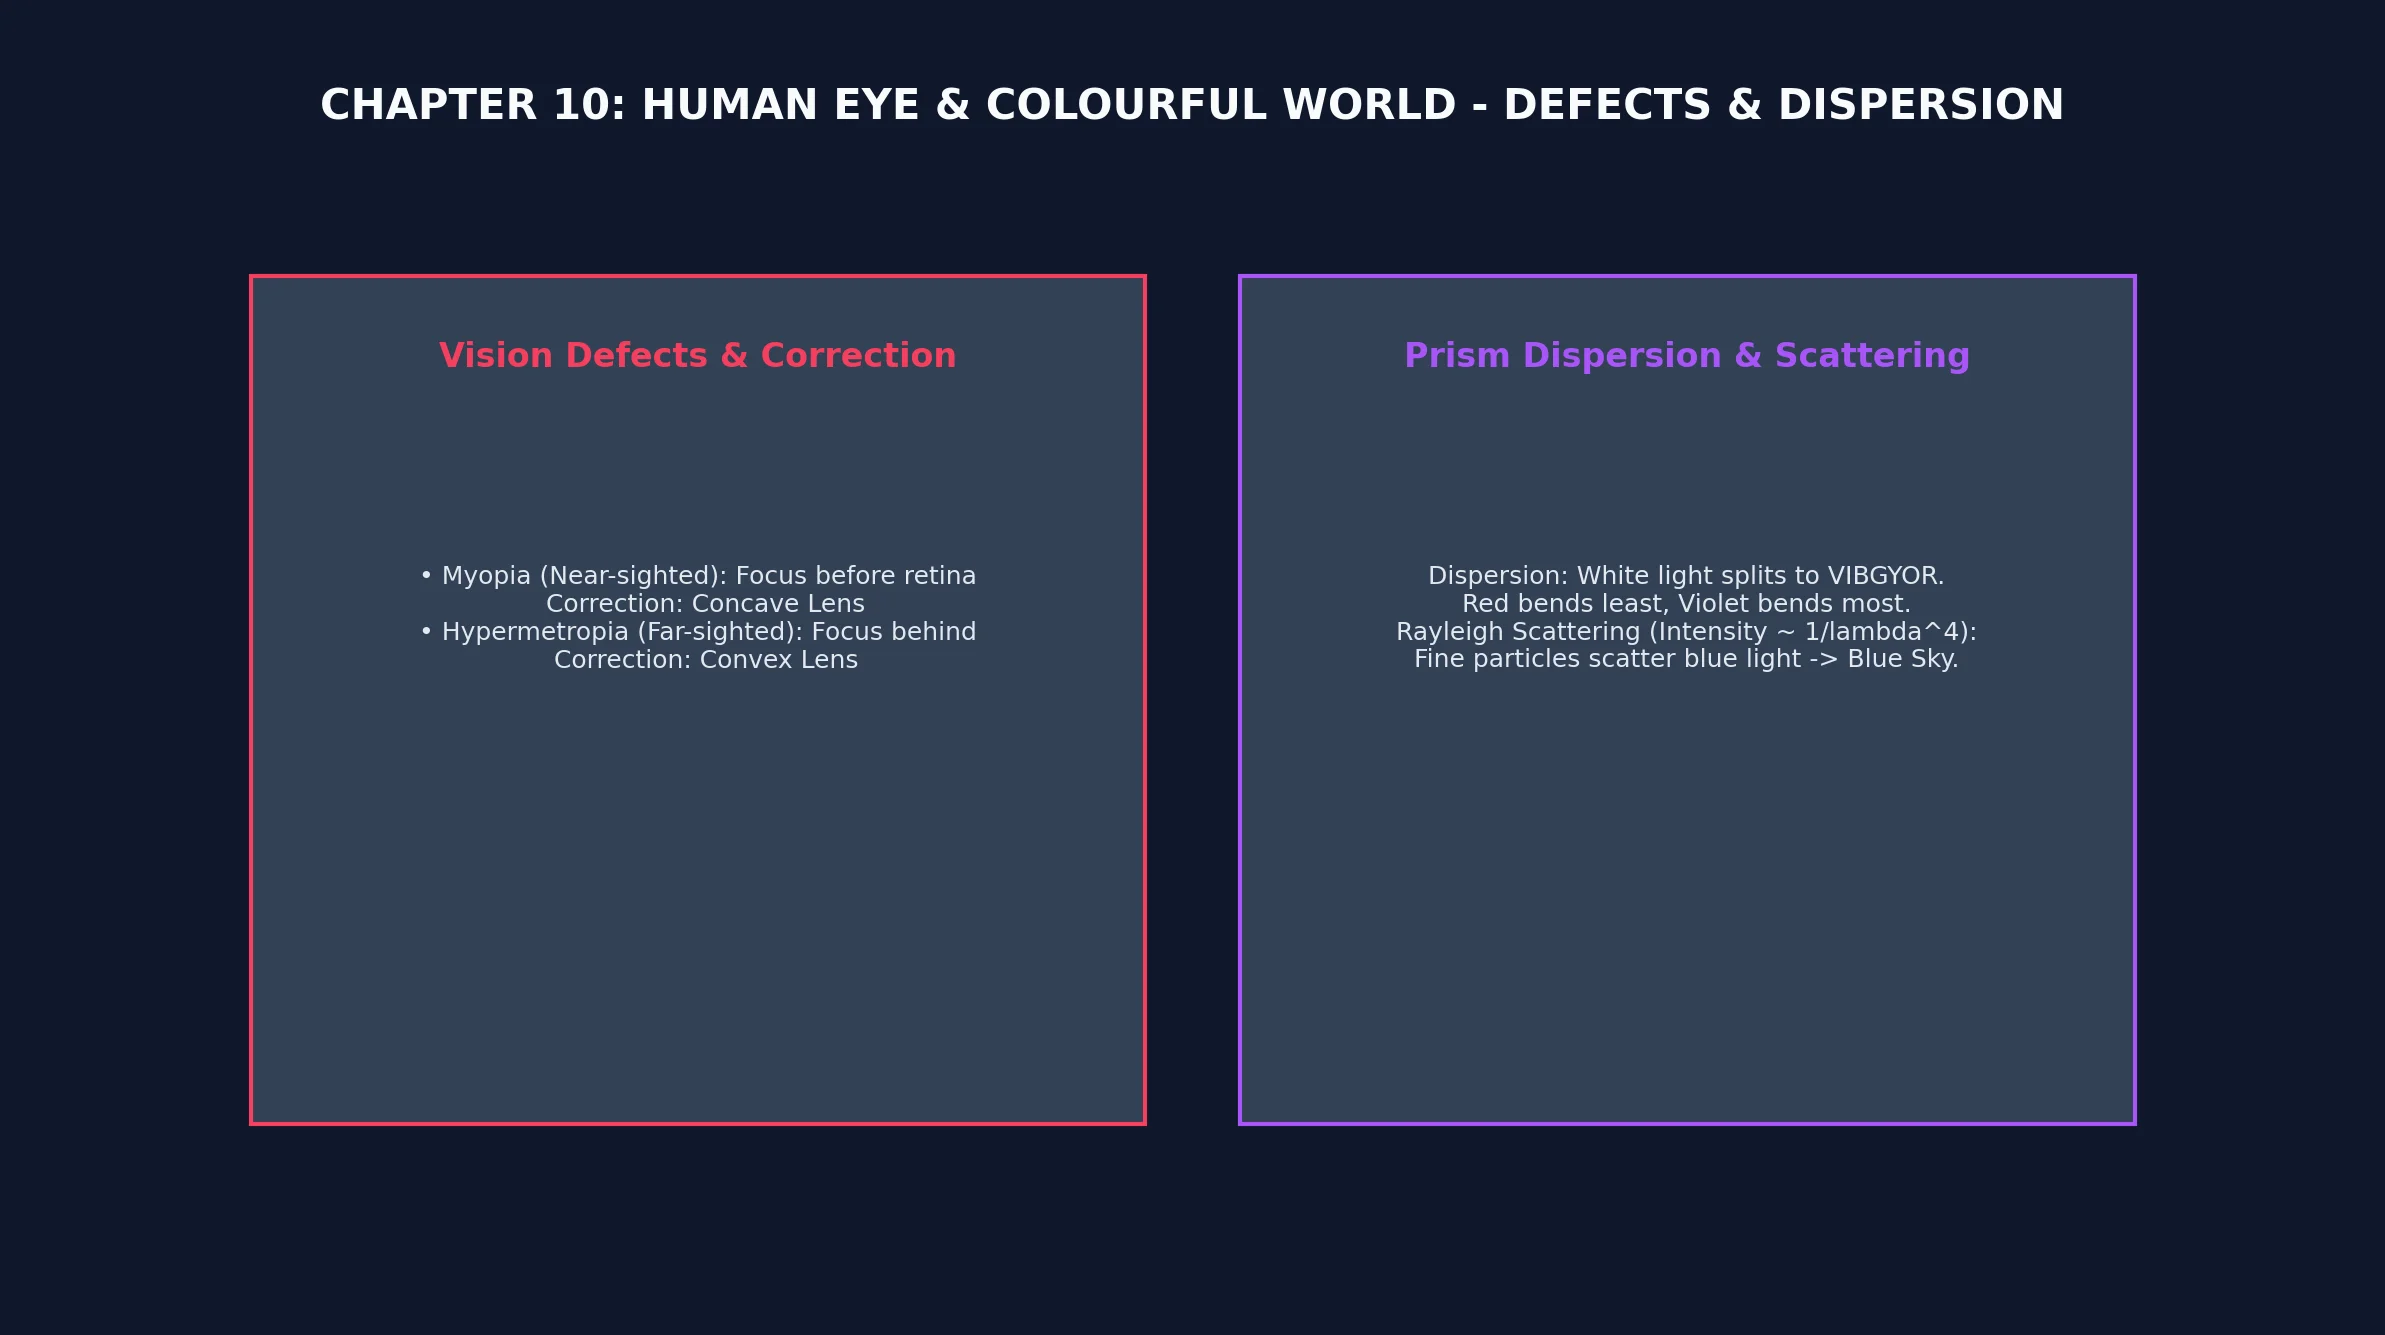 CHAPTER 10: HUMAN EYE & COLOURFUL WORLD - DEFECTS & DISPERSION
Vision Defects & Correction
• Myopia (Near-sighted): Focus before retina
Correction: Concave Lens
• Hypermetropia (Far-sighted): Focus behind
Correction: Convex Lens
Prism Dispersion & Scattering
Dispersion: White light splits to VIBGYOR.
Red bends least, Violet bends most.
Rayleigh Scattering (Intensity ~ 1/lambda^4):
Fine particles scatter blue light -> Blue Sky.